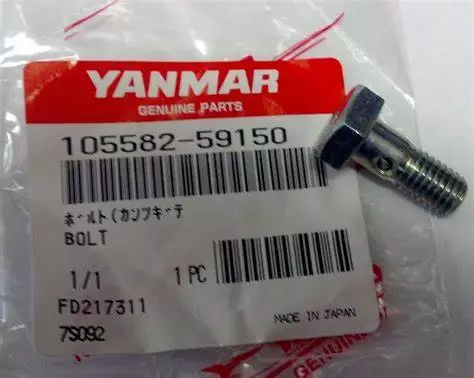 YANMAR
GENUINE PARTS
105582-59150
ボルト(カンツキテ
BOLT
1/1 1 PC
FD217311
7S092 MADE IN JAPAN